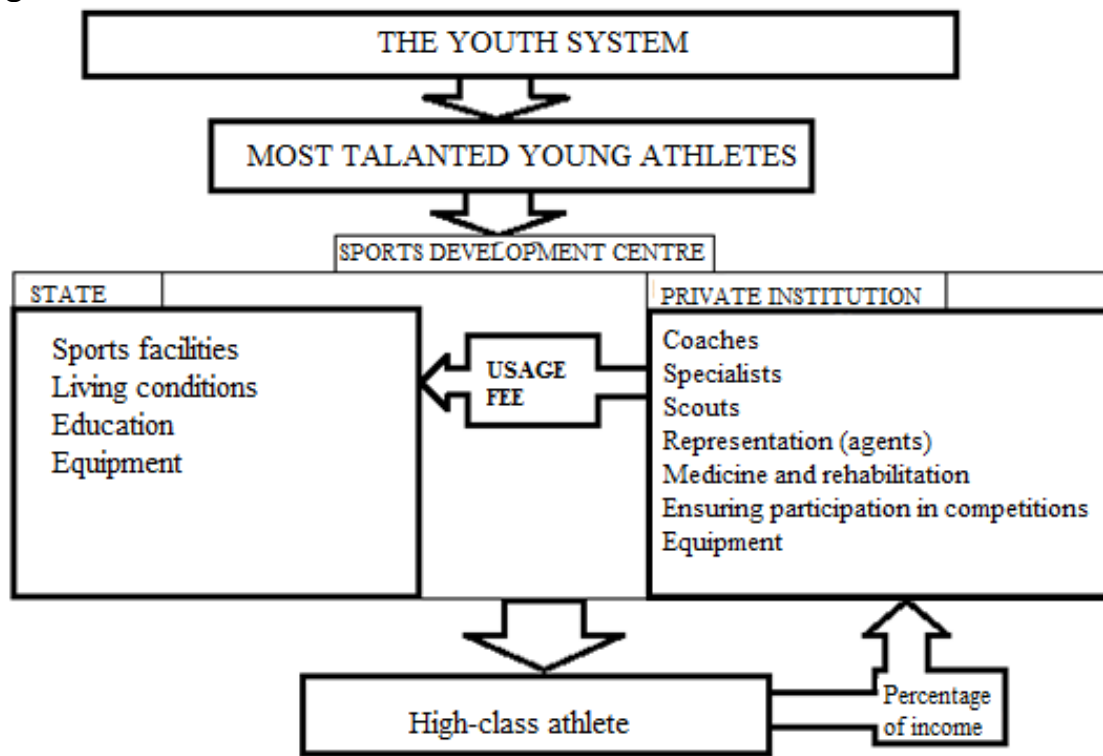 THE YOUTH SYSTEM
MOST TALANTED YOUNG ATHLETES
SPORTS DEVELOPMENT CENTRE
STATE
Sports facilities
Living conditions
Education
Equipment
USAGE
FEE
PRIVATE INSTITUTION
Coaches
Specialists
Scouts
Representation (agents)
Medicine and rehabilitation
Ensuring participation in competitions
Equipment
High-class athlete
Percentage
of income